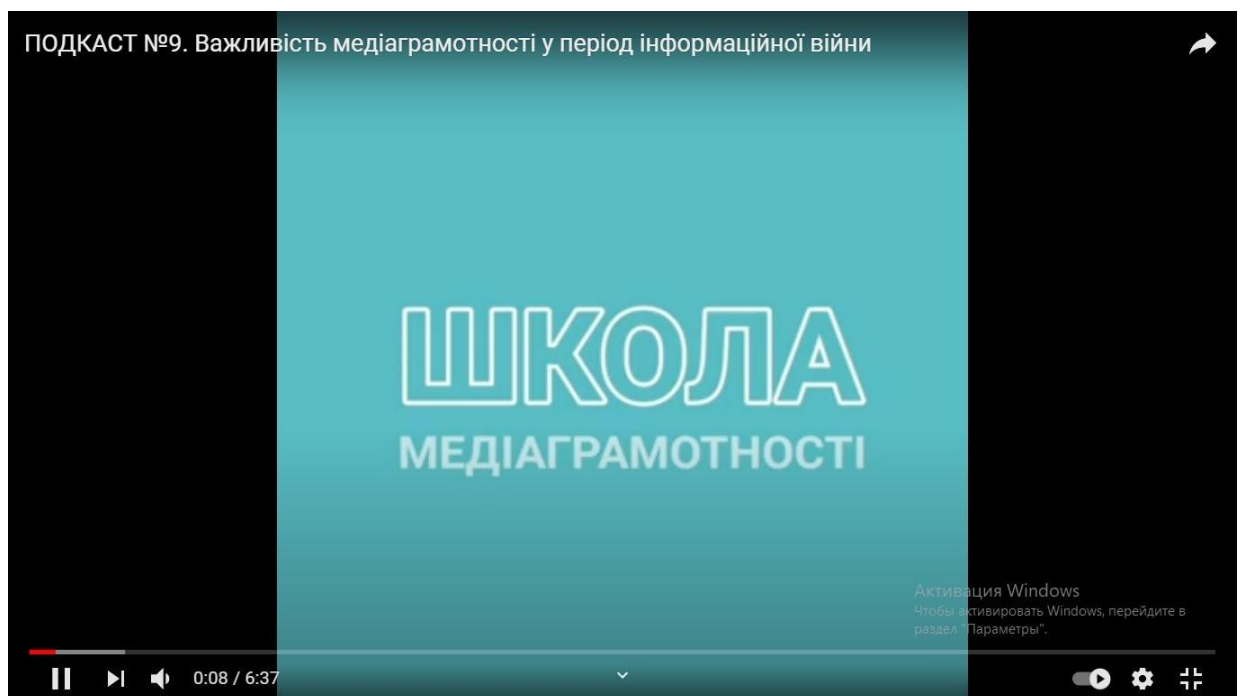 ПОДКАСТ №9. Важливість медіаграмотності у період інформаційної війни
ШКОЛА
МЕДІАГРАМОТНОСТІ
Активация Windows
Чтобы активировать Windows, перейдите в
раздел "Параметры".
0:08 / 6:37